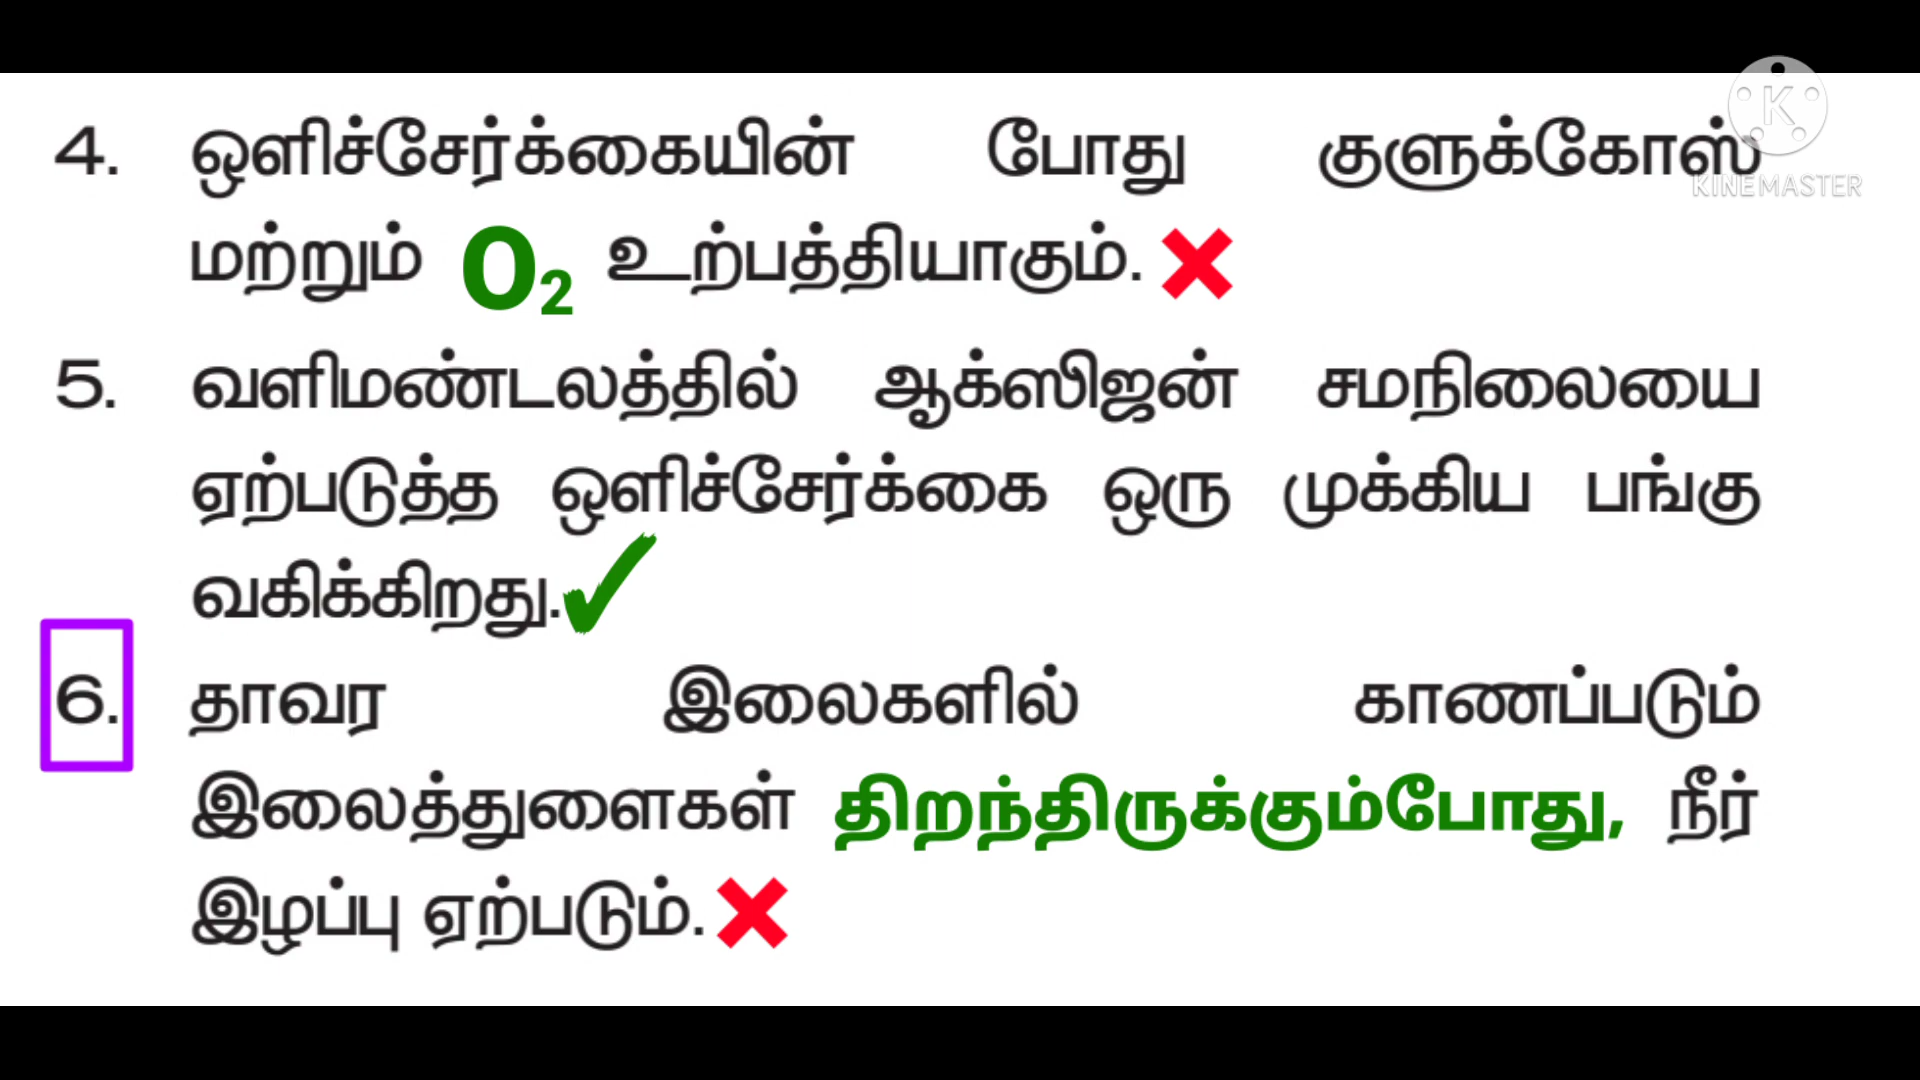 4. ஒளிச்சேர்க்கையின் போது குளுக்கோஸ்
மற்றும் O₂ உற்பத்தியாகும். ❌
5. வளிமண்டலத்தில் ஆக்ஸிஜன் சமநிலையை
ஏற்படுத்த ஒளிச்சேர்க்கை ஒரு முக்கிய பங்கு
வகிக்கிறது. ✓
6. தாவர இலைகளில் காணப்படும்
இலைத்துளைகள் திறந்திருக்கும்போது, நீர்
இழப்பு ஏற்படும். ❌
K
KINEMASTER